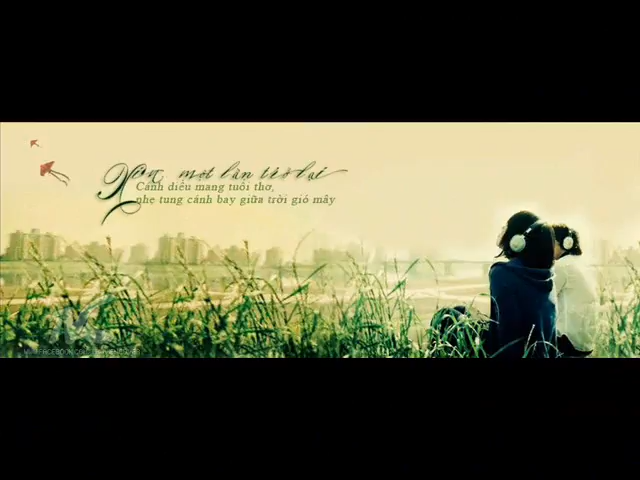 Xin một lần trở lại
Cánh diều mang tuổi thơ,
nhẹ tung cánh bay giữa trời gió mây